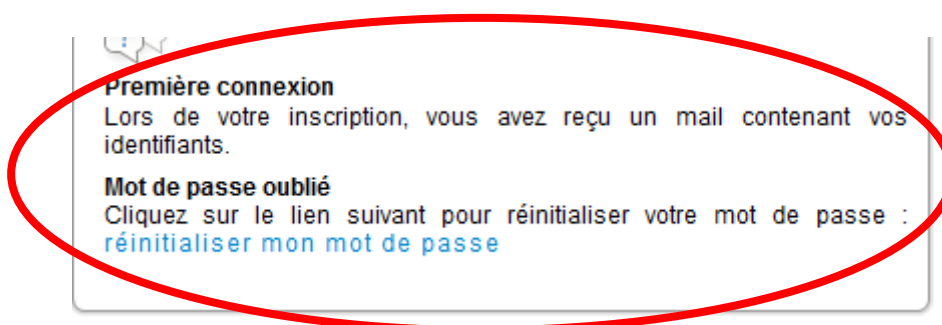 Première connexion
Lors de votre inscription, vous avez reçu un mail contenant vos
identifiants.
Mot de passe oublié
Cliquez sur le lien suivant pour réinitialiser votre mot de passe :
réinitialiser mon mot de passe